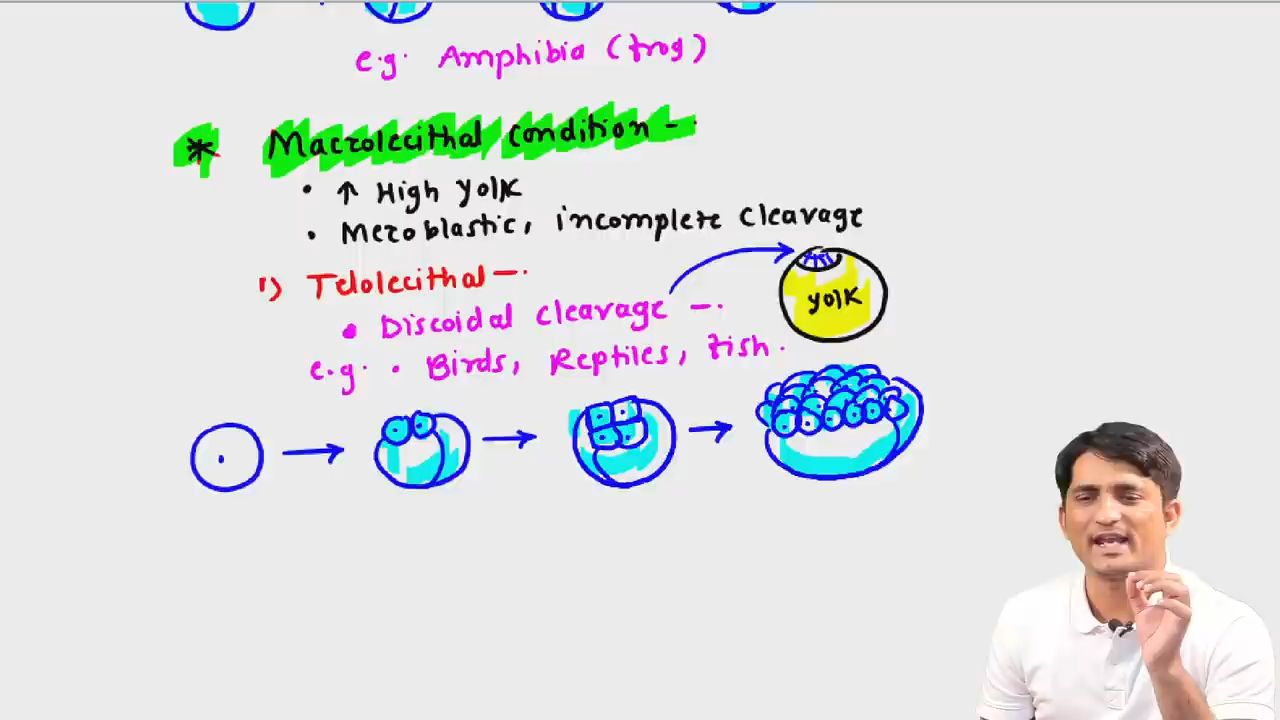 e.g. Amphibia (frog)
* Macrolecithal condition -.
• ↑ High yolk
• Meroblastic, incomplete cleavage
1) Telolecithal -.
• Discoidal cleavage -.
yolk
e.g. • Birds, Reptiles, fish.